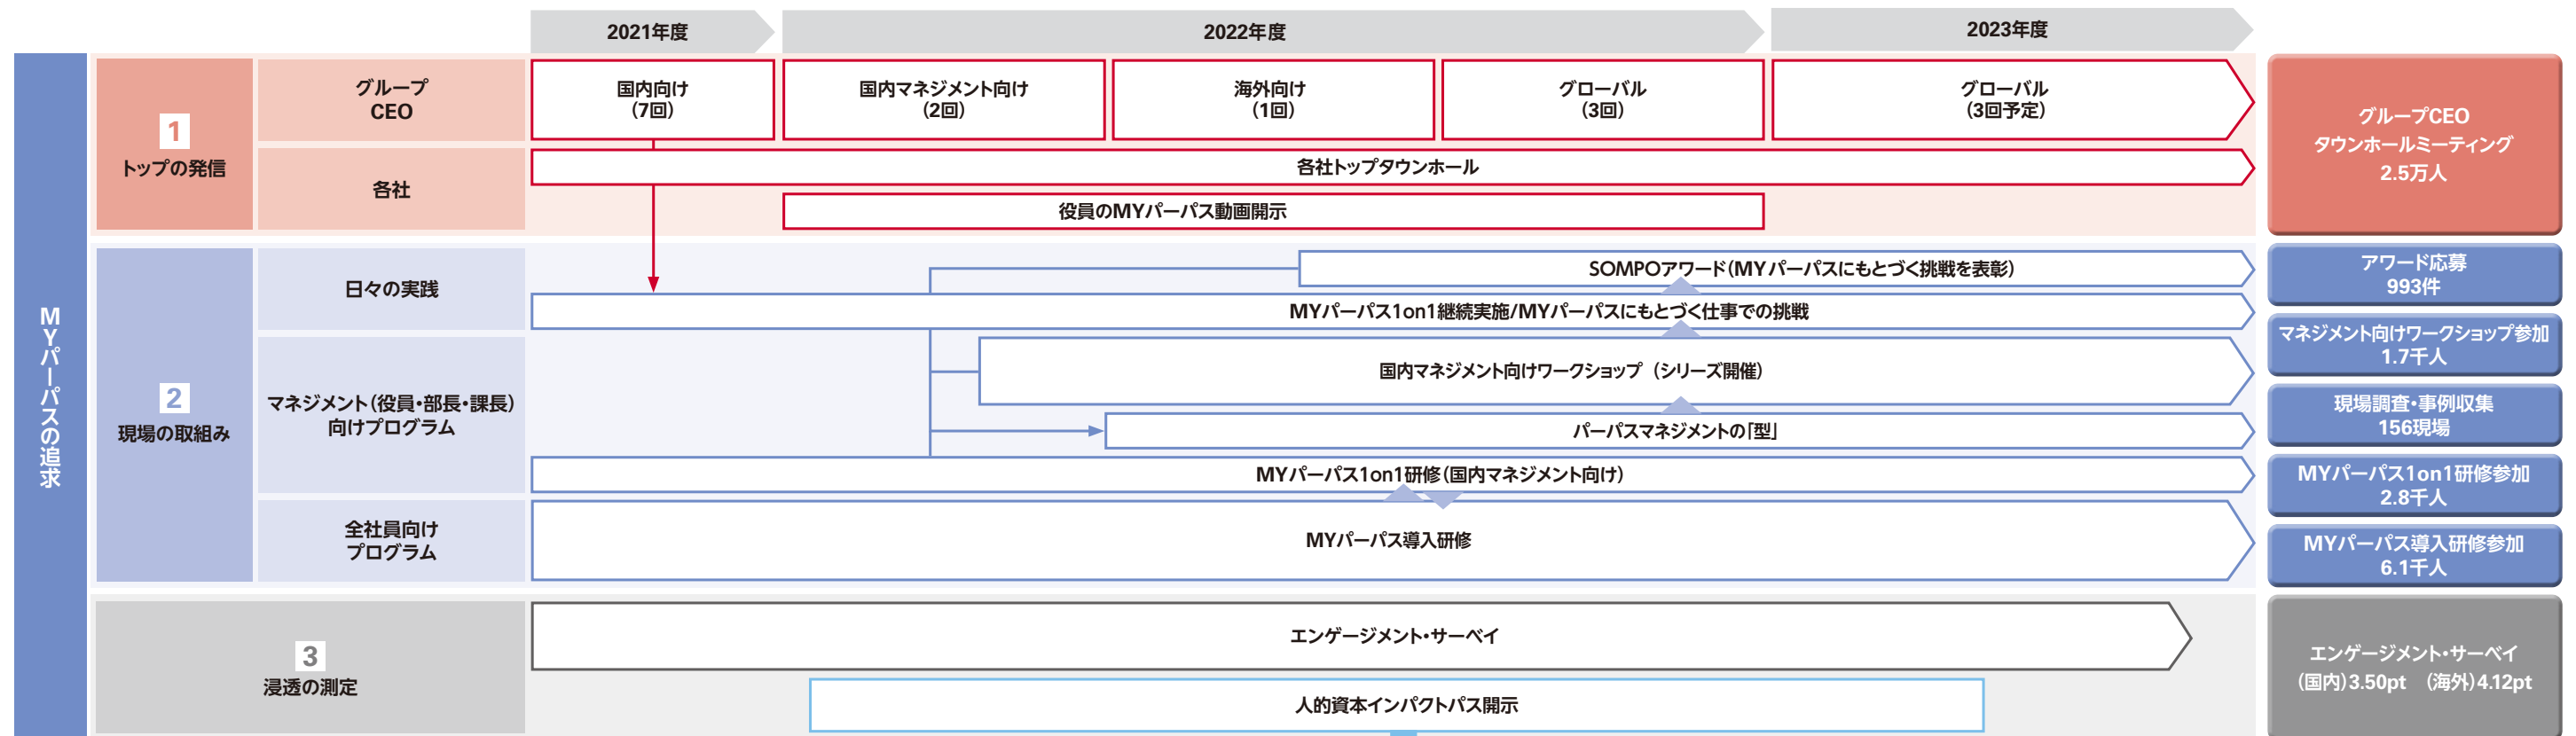 2021年度
2022年度
2023年度
MYパーパスの追求
1
トップの発信
グループ
CEO
国内向け
(7回)
国内マネジメント向け
(2回)
海外向け
(1回)
グローバル
(3回)
グローバル
(3回予定)
各社
各社トップタウンホール
役員のMYパーパス動画開示
グループCEO
タウンホールミーティング
2.5万人
2
現場の取組み
日々の実践
SOMPOアワード(MYパーパスにもとづく挑戦を表彰)
MYパーパス1on1継続実施/MYパーパスにもとづく仕事での挑戦
マネジメント(役員・部長・課長)
向けプログラム
国内マネジメント向けワークショップ (シリーズ開催)
パーパスマネジメントの「型」
MYパーパス1on1研修(国内マネジメント向け)
全社員向け
プログラム
MYパーパス導入研修
アワード応募
993件
マネジメント向けワークショップ参加
1.7千人
現場調査・事例収集
156現場
MYパーパス1on1研修参加
2.8千人
MYパーパス導入研修参加
6.1千人
3
浸透の測定
エンゲージメント・サーベイ
人的資本インパクトパス開示
エンゲージメント・サーベイ
(国内)3.50pt (海外)4.12pt